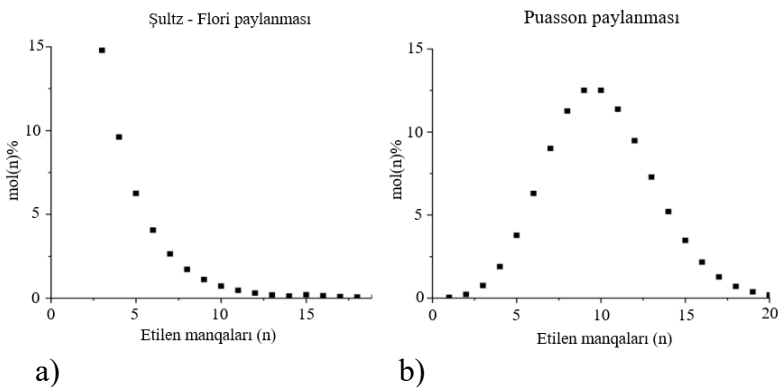 Şultz - Flori paylanması
15
10
5
0
mol(n)%
0
5
10
15
Etilen manqaları (n)
a)
Puasson paylanması
15
10
5
0
mol(n)%
0
5
10
15
20
Etilen manqaları (n)
b)